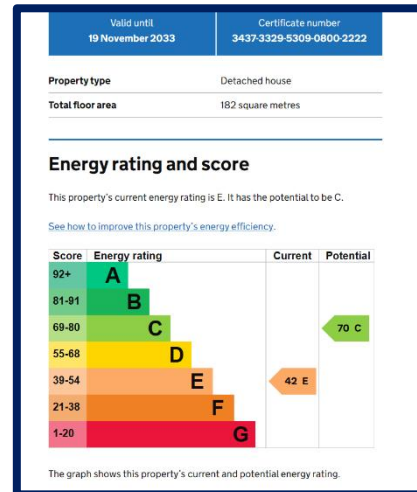 Valid until
19 November 2033
Certificate number
3437-3329-5309-0800-2222
Property type Detached house
Total floor area 182 square metres
Energy rating and score
This property's current energy rating is E. It has the potential to be C.
See how to improve this property's energy efficiency.
Score Energy rating Current Potential
92+ A
81-91 B
69-80 C 70 C
55-68 D
39-54 E 42 E
21-38 F
1-20 G
The graph shows this property's current and potential energy rating.